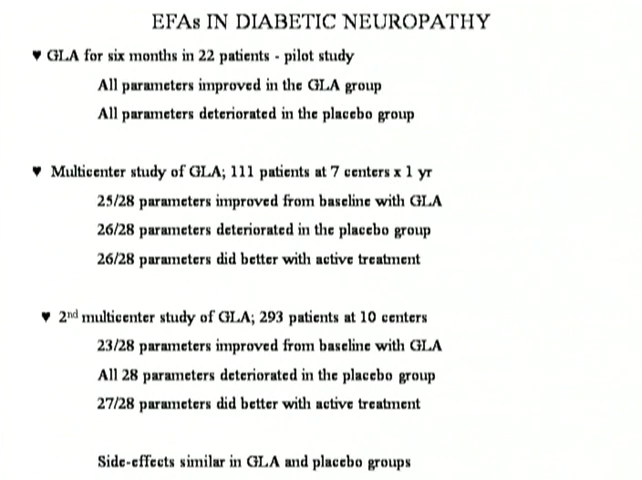 EFAs IN DIABETIC NEUROPATHY
♥ GLA for six months in 22 patients - pilot study
All parameters improved in the GLA group
All parameters deteriorated in the placebo group
♥ Multicenter study of GLA; 111 patients at 7 centers x 1 yr
25/28 parameters improved from baseline with GLA
26/28 parameters deteriorated in the placebo group
26/28 parameters did better with active treatment
♥ 2nd multicenter study of GLA; 293 patients at 10 centers
23/28 parameters improved from baseline with GLA
All 28 parameters deteriorated in the placebo group
27/28 parameters did better with active treatment
Side-effects similar in GLA and placebo groups